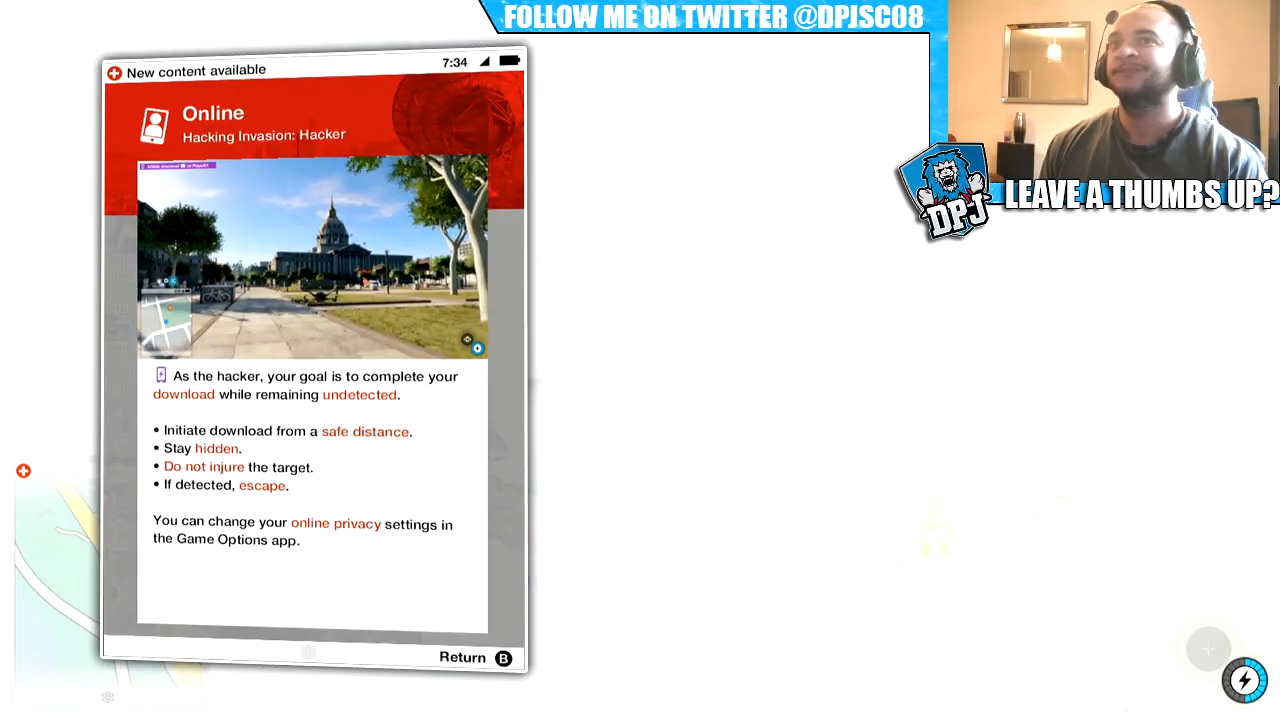 FOLLOW ME ON TWITTER @DPJSC08
New content available
7:34
Online
Hacking Invasion: Hacker
As the hacker, your goal is to complete your
download while remaining undetected.
• Initiate download from a safe distance.
• Stay hidden.
• Do not injure the target.
• If detected, escape.
You can change your online privacy settings in
the Game Options app.
Return B
DPJ
LEAVE A THUMBS UP?